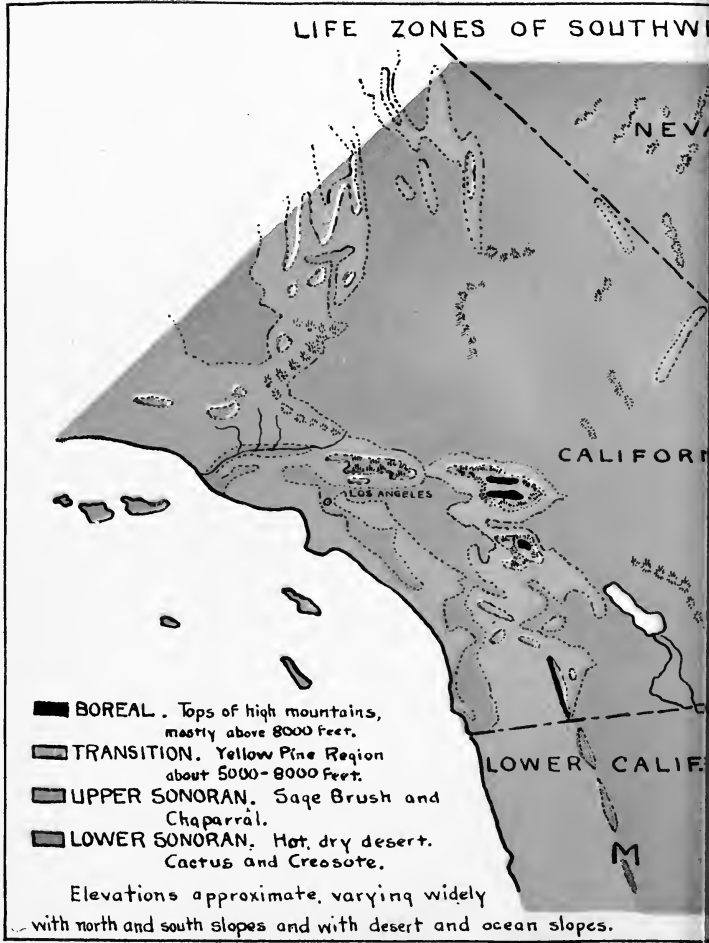 LIFE ZONES OF SOUTHW
NEVA
CALIFORN
LOS ANGELES
BOREAL. Tops of high mountains,
mostly above 8000 feet.
TRANSITION. Yellow Pine Region
about 5000-8000 feet.
UPPER SONORAN. Sage Brush and
Chaparral.
LOWER SONORAN. Hot, dry desert.
Cactus and Creosote.
LOWER CALIF.
M
Elevations approximate, varying widely
with north and south slopes and with desert and ocean slopes.